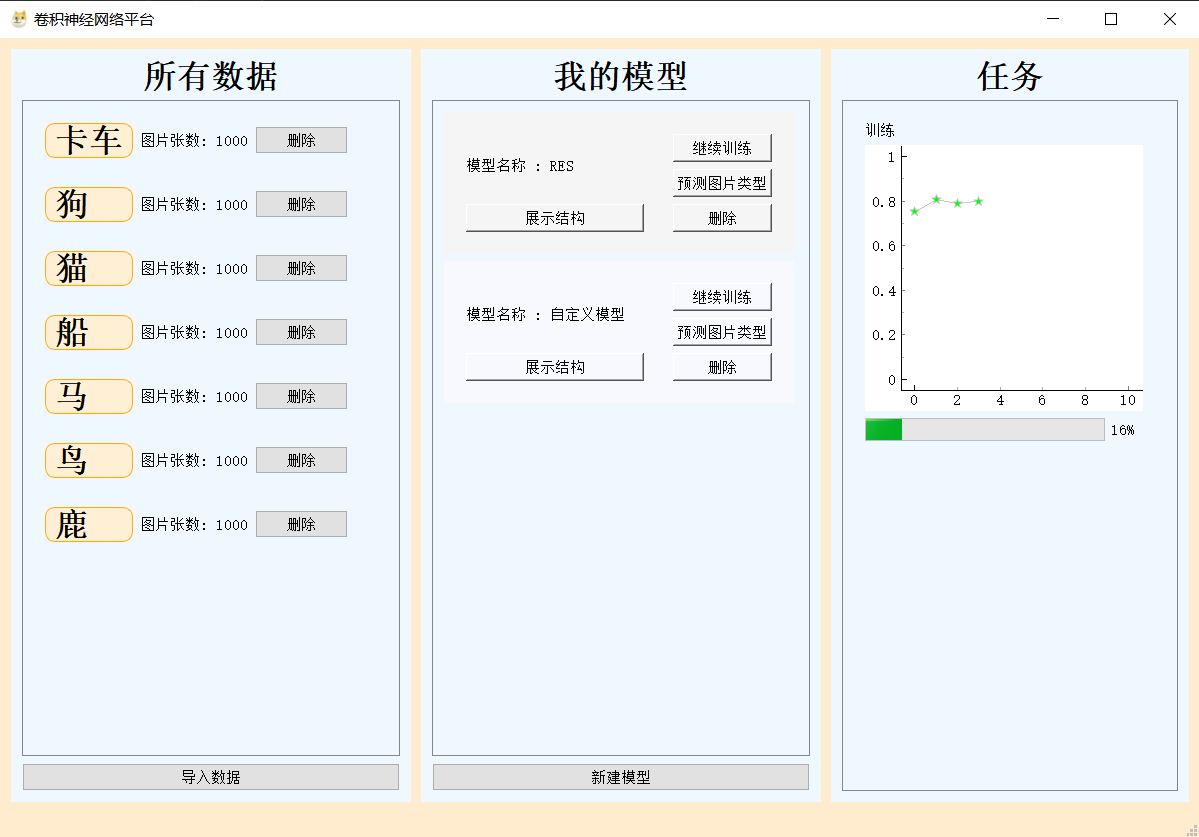 卷积神经网络平台
所有数据
卡车 图片张数: 1000 删除
狗 图片张数: 1000 删除
猫 图片张数: 1000 删除
船 图片张数: 1000 删除
马 图片张数: 1000 删除
鸟 图片张数: 1000 删除
鹿 图片张数: 1000 删除
导入数据
我的模型
模型名称 : RES
继续训练
预测图片类型
展示结构 删除
模型名称 : 自定义模型
继续训练
预测图片类型
展示结构 删除
新建模型
任务
训练
1
0.8
0.6
0.4
0.2
0
0 2 4 6 8 10
16%